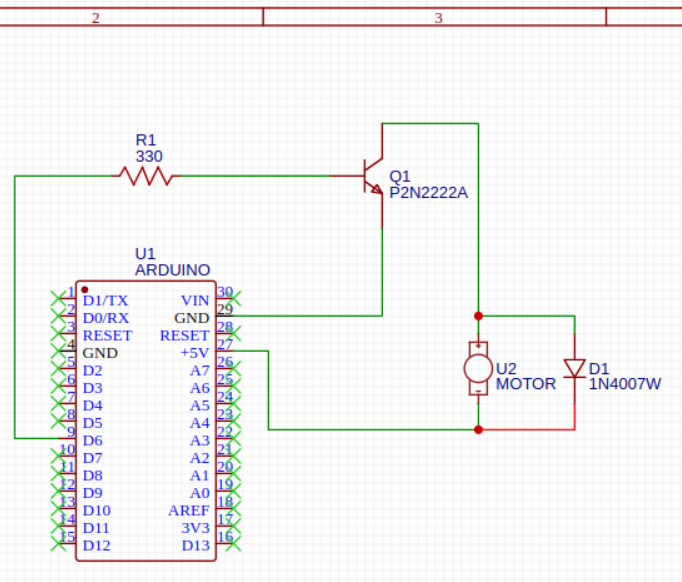 2 3
R1
330
Q1
P2N2222A
U1
ARDUINO
1 D1/TX VIN 30
2 D0/RX GND 29
3 RESET RESET 28
4 GND +5V 27
5 D2 A7 26
6 D3 A6 25
7 D4 A5 24
8 D5 A4 23
9 D6 A3 22
10 D7 A2 21
11 D8 A1 20
12 D9 A0 19
13 D10 AREF 18
14 D11 3V3 17
15 D12 D13 16
+
U2
MOTOR
-
D1
1N4007W